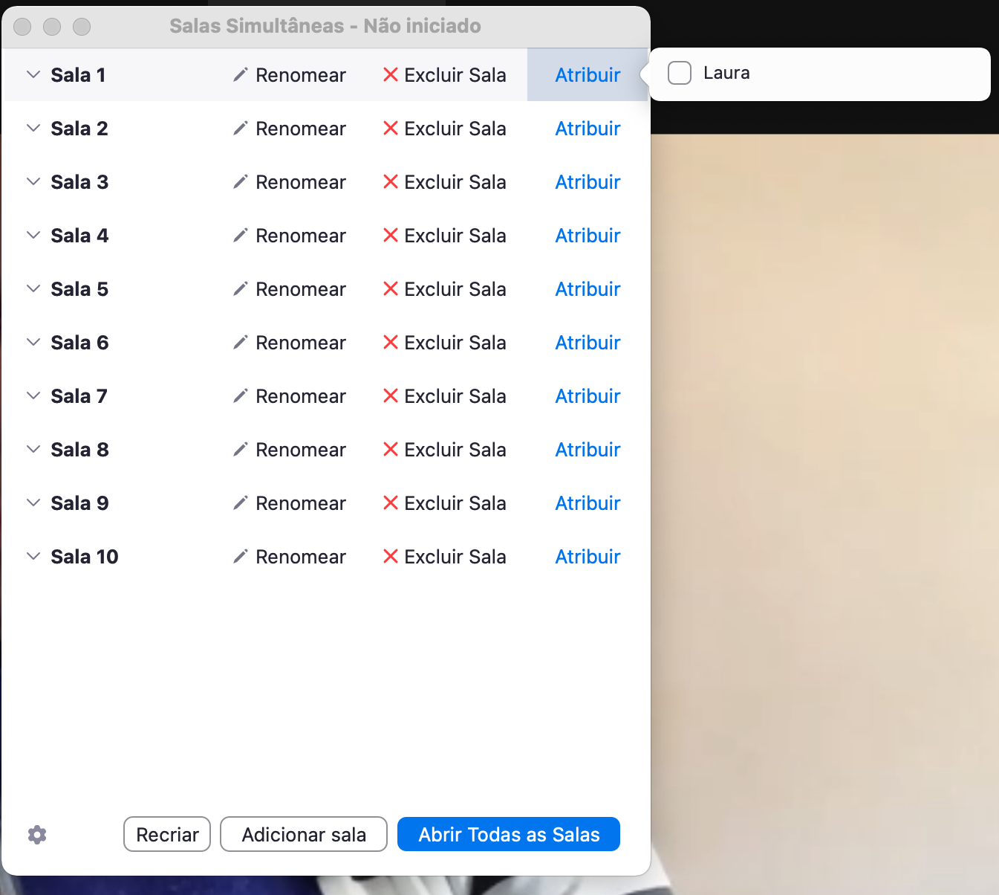 Salas Simultâneas - Não iniciado
Sala 1 Renomear Excluir Sala Atribuir Laura
Sala 2 Renomear Excluir Sala Atribuir
Sala 3 Renomear Excluir Sala Atribuir
Sala 4 Renomear Excluir Sala Atribuir
Sala 5 Renomear Excluir Sala Atribuir
Sala 6 Renomear Excluir Sala Atribuir
Sala 7 Renomear Excluir Sala Atribuir
Sala 8 Renomear Excluir Sala Atribuir
Sala 9 Renomear Excluir Sala Atribuir
Sala 10 Renomear Excluir Sala Atribuir
Recriar Adicionar sala Abrir Todas as Salas